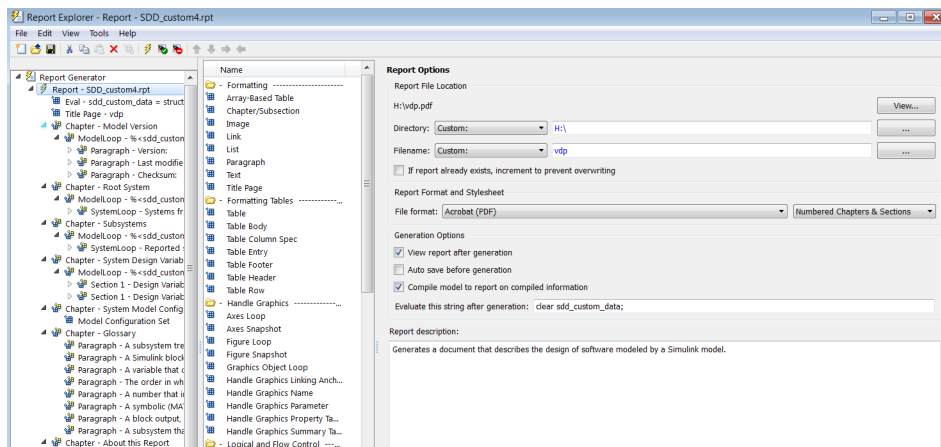 Report Explorer - Report - SDD_custom4.rpt
File Edit View Tools Help
Report Generator
Report - SDD_custom4.rpt
Eval - sdd_custom_data = struct
Title Page - vdp
Chapter - Model Version
ModelLoop - %<sdd_custon
Paragraph - Version:
Paragraph - Last modifie
Paragraph - Checksum:
Chapter - Root System
ModelLoop - %<sdd_custon
SystemLoop - Systems fr
Chapter - Subsystems
ModelLoop - %<sdd_custon
SystemLoop - Reported s
Chapter - System Design Variab
ModelLoop - %<sdd_custon
Section 1 - Design Variab
Section 1 - Design Variab
Chapter - System Model Config
Model Configuration Set
Chapter - Glossary
Paragraph - A subsystem tre
Paragraph - A Simulink block
Paragraph - A variable that c
Paragraph - The order in wh
Paragraph - A number that i
Paragraph - A symbolic (MA
Paragraph - A block output,
Paragraph - A subsystem tha
Chapter - About this Report
Name
- Formatting --------------------
Array-Based Table
Chapter/Subsection
Image
Link
List
Paragraph
Text
Title Page
- Formatting Tables ------------...
Table
Table Body
Table Column Spec
Table Entry
Table Footer
Table Header
Table Row
- Handle Graphics -------------...
Axes Loop
Axes Snapshot
Figure Loop
Figure Snapshot
Graphics Object Loop
Handle Graphics Linking Anch...
Handle Graphics Name
Handle Graphics Parameter
Handle Graphics Property Ta...
Handle Graphics Summary Ta...
- Logical and Flow Control ---...
Report Options
Report File Location
H:\vdp.pdf View...
Directory: Custom: H:\ ...
Filename: Custom: vdp ...
If report already exists, increment to prevent overwriting
Report Format and Stylesheet
File format: Acrobat (PDF) Numbered Chapters & Sections
Generation Options
View report after generation
Auto save before generation
Compile model to report on compiled information
Evaluate this string after generation: clear sdd_custom_data;
Report description:
Generates a document that describes the design of software modeled by a Simulink model.